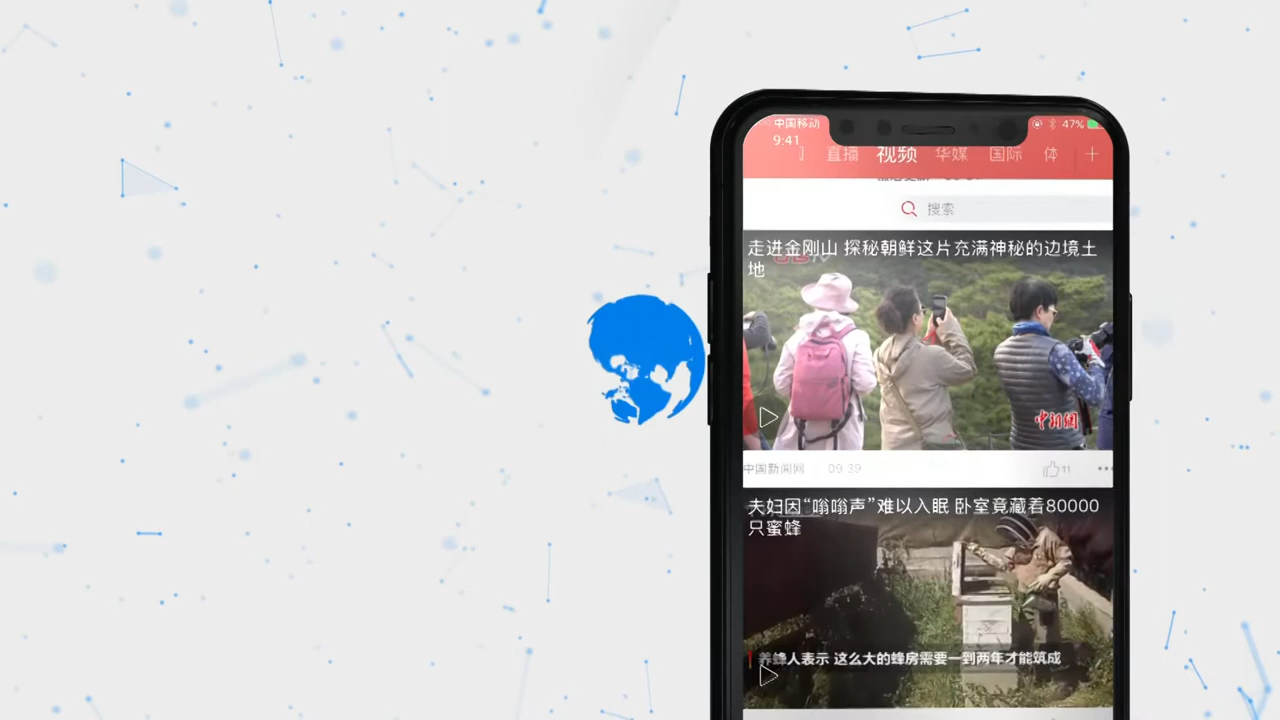 中国移动
47%
9:41
直播 视频 华媒 国际 体
搜索
走进金刚山 探秘朝鲜这片充满神秘的边境土
地
中新网
中国新闻网 09:39
11
夫妇因“嗡嗡声”难以入眠 卧室竟藏着80000
只蜜蜂
养蜂人表示 这么大的蜂房需要一到两年才能筑成